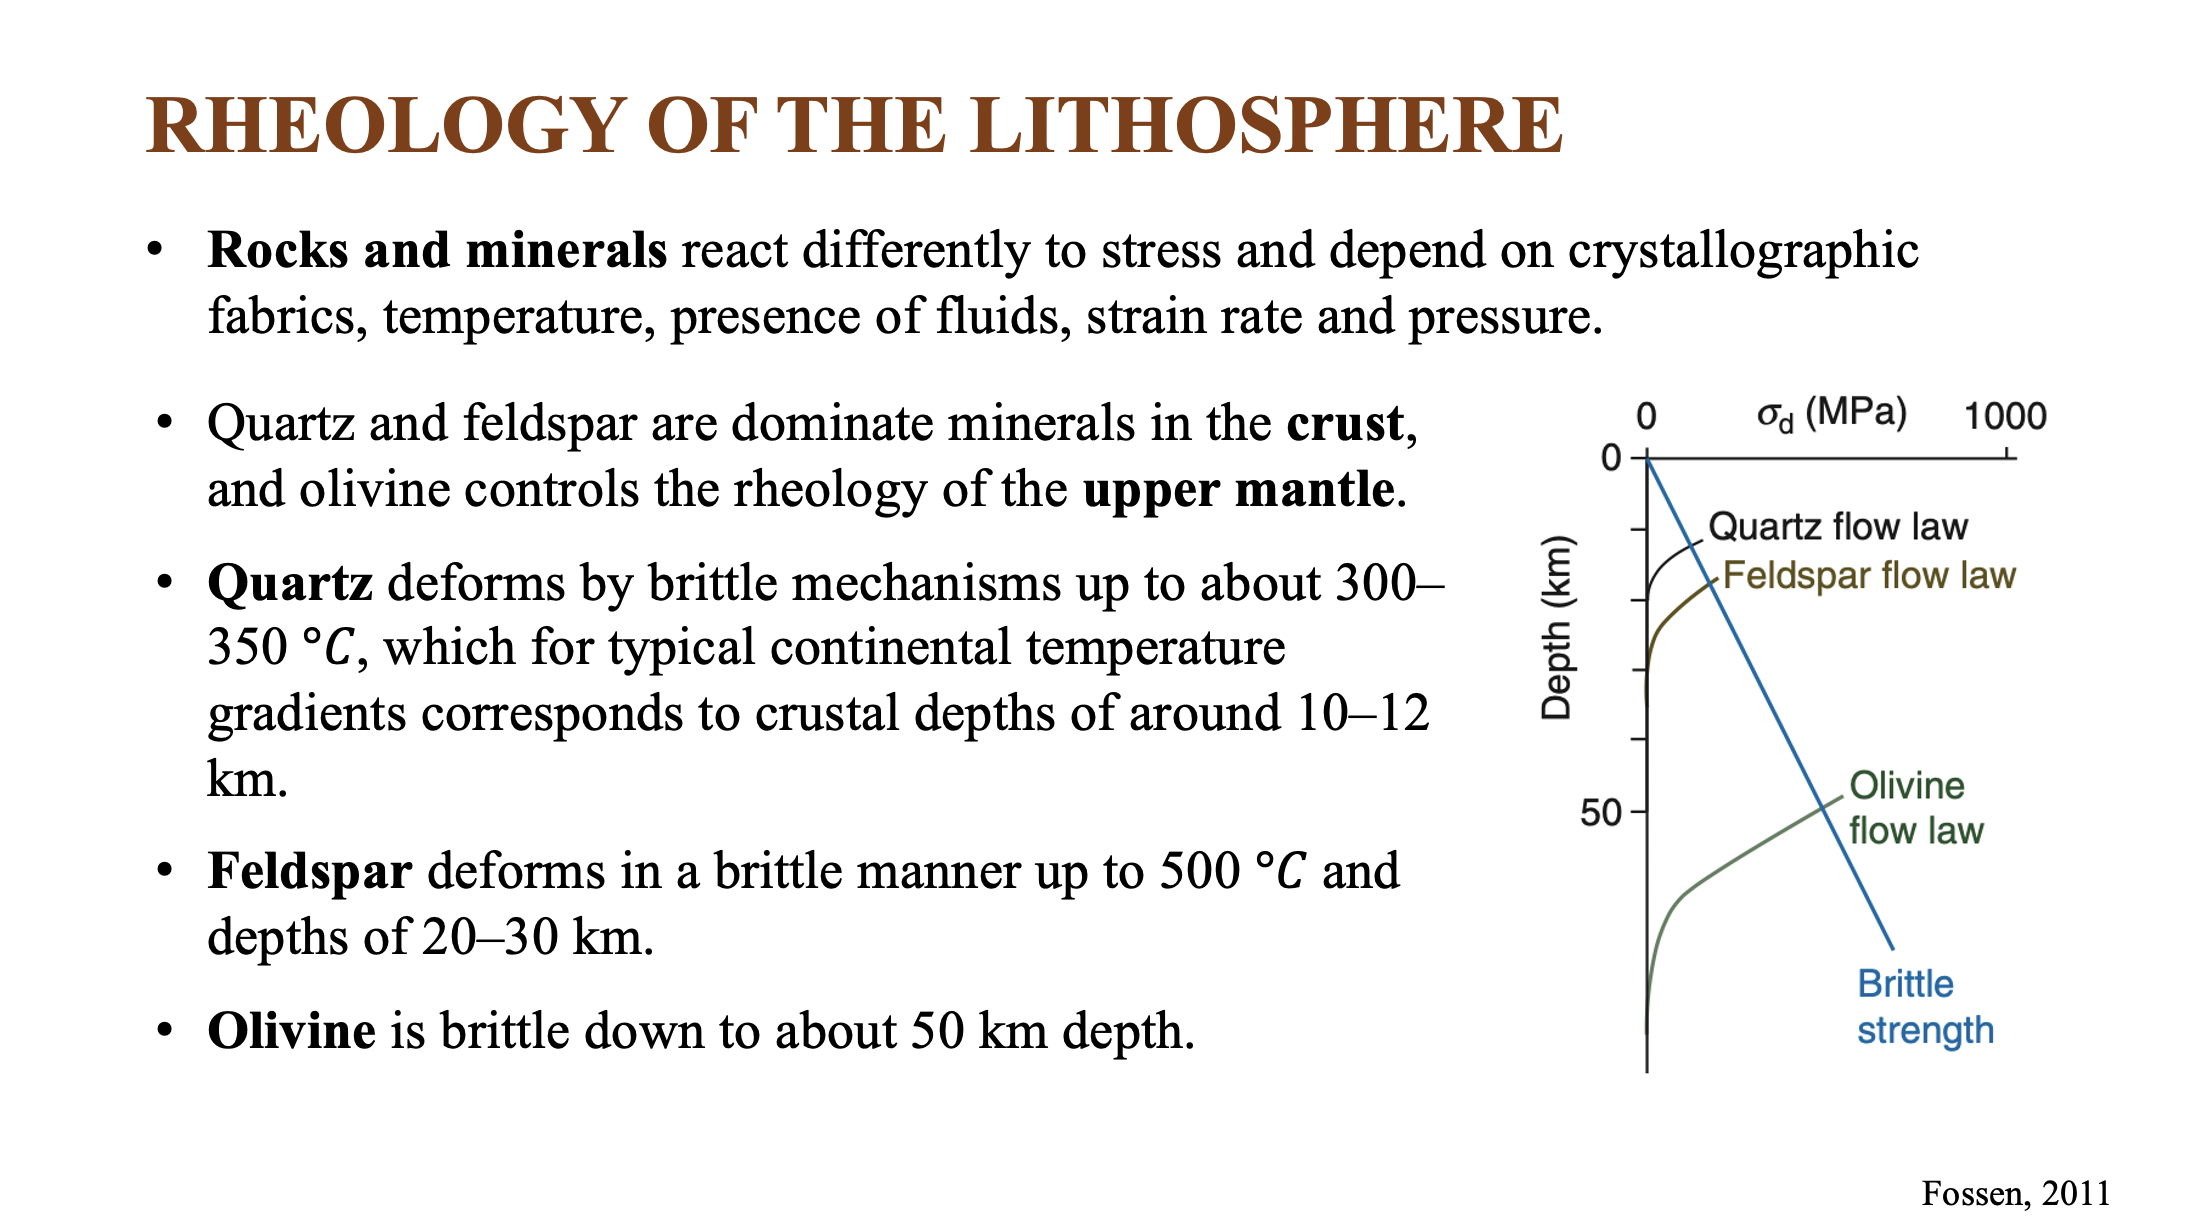 RHEOLOGY OF THE LITHOSPHERE
• Rocks and minerals react differently to stress and depend on crystallographic
fabrics, temperature, presence of fluids, strain rate and pressure.
• Quartz and feldspar are dominate minerals in the crust,
and olivine controls the rheology of the upper mantle.
• Quartz deforms by brittle mechanisms up to about 300–
350 °C, which for typical continental temperature
gradients corresponds to crustal depths of around 10–12
km.
• Feldspar deforms in a brittle manner up to 500 °C and
depths of 20–30 km.
• Olivine is brittle down to about 50 km depth.
0 σd (MPa) 1000
0
Quartz flow law
Feldspar flow law
Depth (km)
50
Olivine
flow law
Brittle
strength
Fossen, 2011